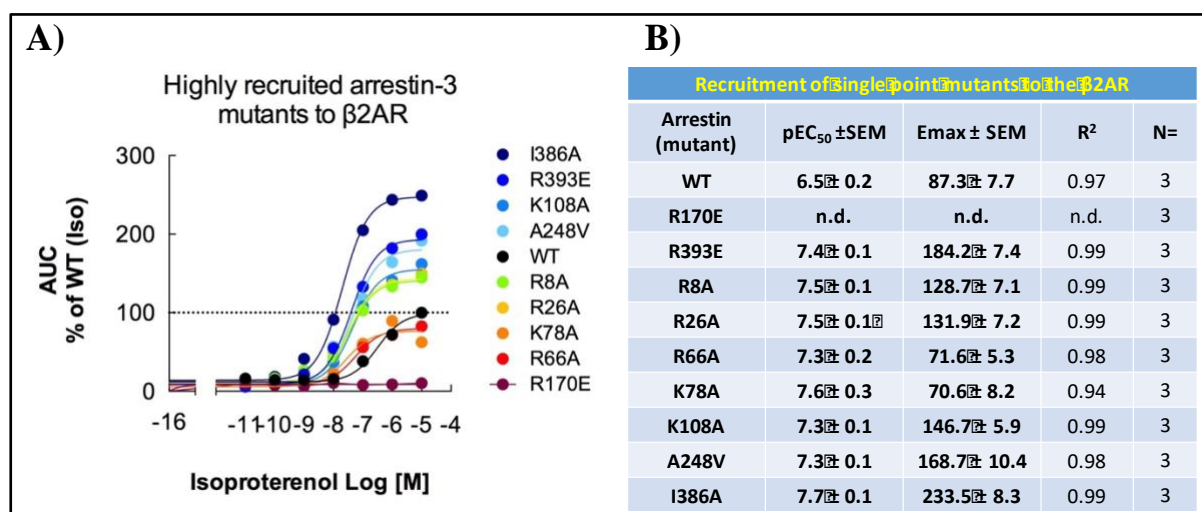 A)
Highly recruited arrestin-3
mutants to β2AR
AUC
% of WT (Iso)
300
200
100
0
-16
-11
-10
-9
-8
-7
-6
-5
-4
Isoproterenol Log [M]
I386A
R393E
K108A
A248V
WT
R8A
R26A
K78A
R66A
R170E
B)
Recruitment of single point mutants to the β2AR
Arrestin (mutant) pEC50 ±SEM Emax ± SEM R² N=
WT 6.5 ± 0.2 87.3 ± 7.7 0.97 3
R170E n.d. n.d. n.d. 3
R393E 7.4 ± 0.1 184.2 ± 7.4 0.99 3
R8A 7.5 ± 0.1 128.7 ± 7.1 0.99 3
R26A 7.5 ± 0.1 131.9 ± 7.2 0.99 3
R66A 7.3 ± 0.2 71.6 ± 5.3 0.98 3
K78A 7.6 ± 0.3 70.6 ± 8.2 0.94 3
K108A 7.3 ± 0.1 146.7 ± 5.9 0.99 3
A248V 7.3 ± 0.1 168.7 ± 10.4 0.98 3
I386A 7.7 ± 0.1 233.5 ± 8.3 0.99 3